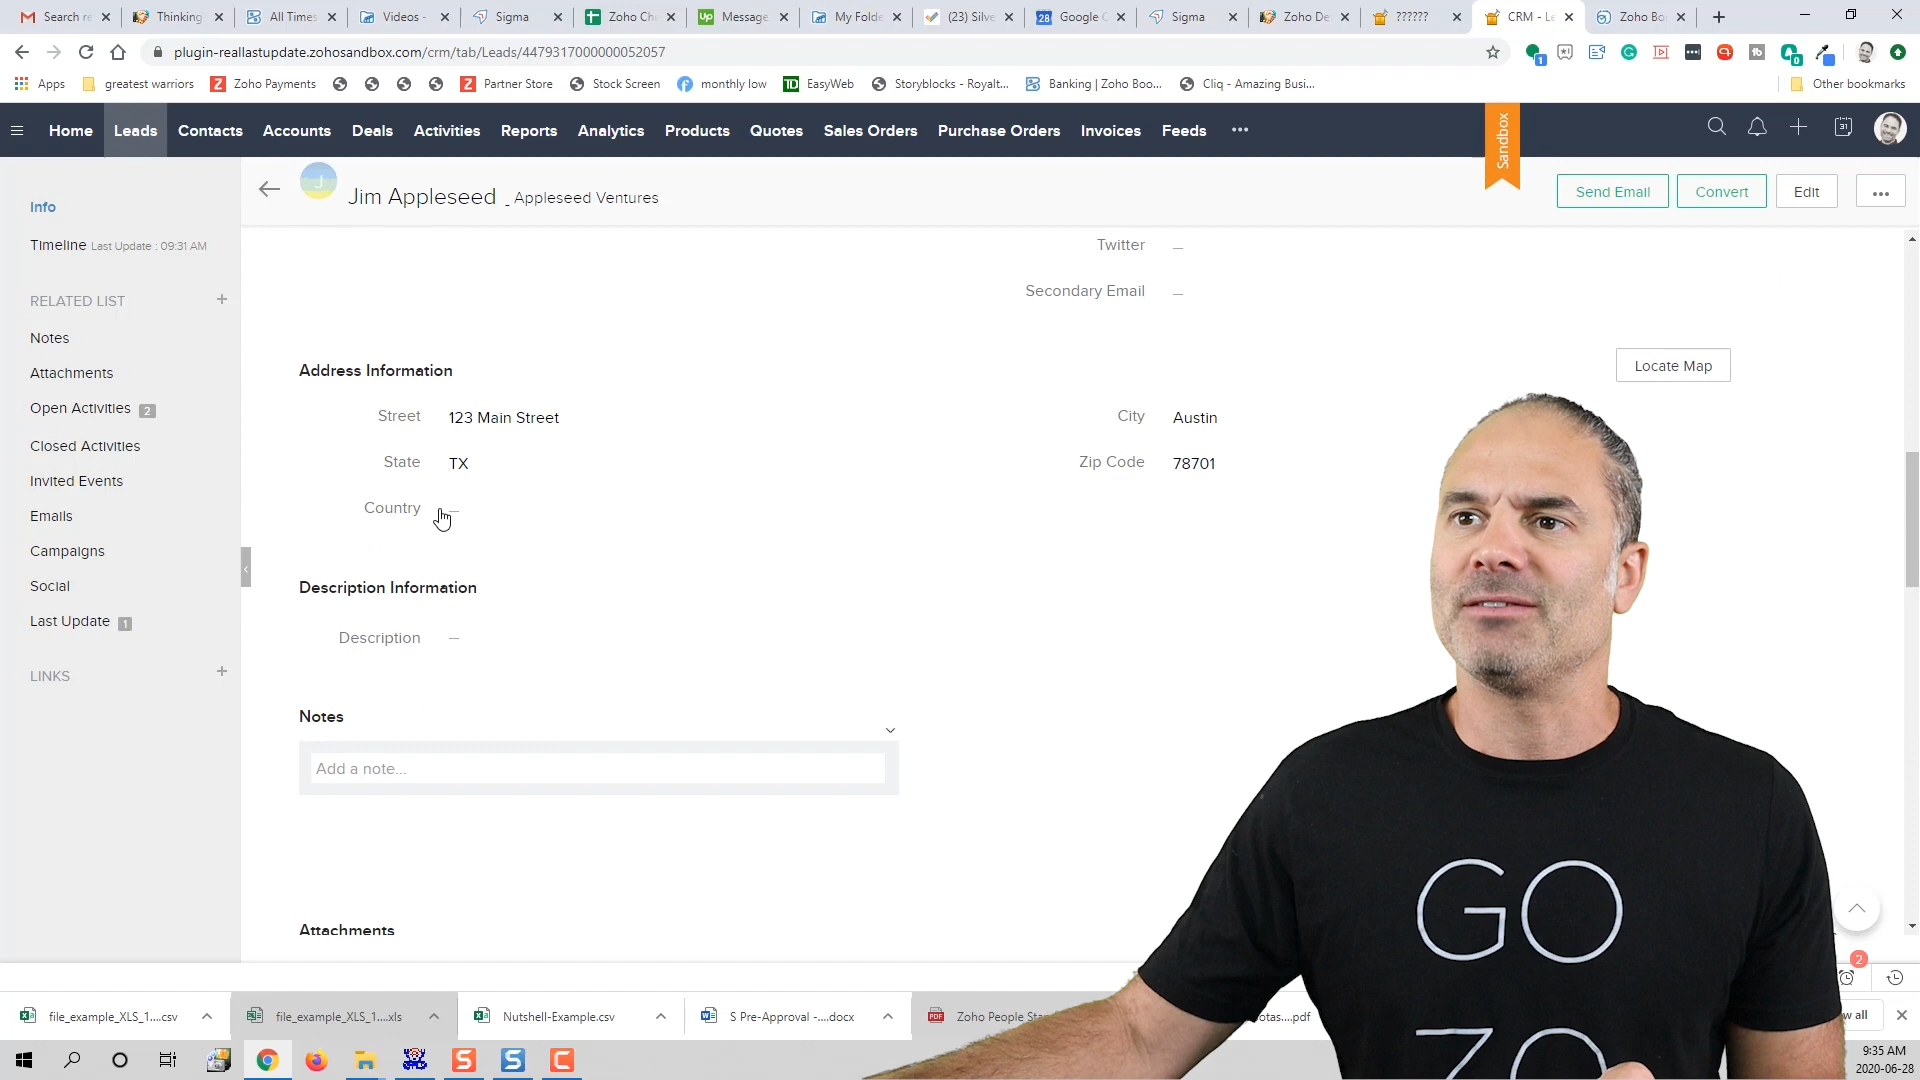 Search re
Thinking
All Times
Videos -
Sigma
Zoho Ch
Message
My Folde
(23) Silve
Google C
Sigma
Zoho De
??????
CRM - Le
Zoho Bo
plugin-reallastupdate.zohosandbox.com/crm/tab/Leads/4479317000000052057
Apps
greatest warriors
Zoho Payments
Partner Store
Stock Screen
monthly low
EasyWeb
Storyblocks - Royalt...
Banking | Zoho Boo...
Cliq - Amazing Busi...
Other bookmarks
Home
Leads
Contacts
Accounts
Deals
Activities
Reports
Analytics
Products
Quotes
Sales Orders
Purchase Orders
Invoices
Feeds
Sandbox
Jim Appleseed - Appleseed Ventures
Send Email
Convert
Edit
Info
Timeline Last Update : 09:31 AM
RELATED LIST
Notes
Attachments
Open Activities 2
Closed Activities
Invited Events
Emails
Campaigns
Social
Last Update 1
LINKS
Twitter —
Secondary Email —
Address Information
Locate Map
Street 123 Main Street
City Austin
State TX
Zip Code 78701
Country —
Description Information
Description —
Notes
Add a note...
Attachments
GO
ZO
2
file_example_XLS_1....csv
file_example_XLS_1....xls
Nutshell-Example.csv
S Pre-Approval -....docx
Zoho People Sta
otas....pdf
w all
9:35 AM
2020-06-28